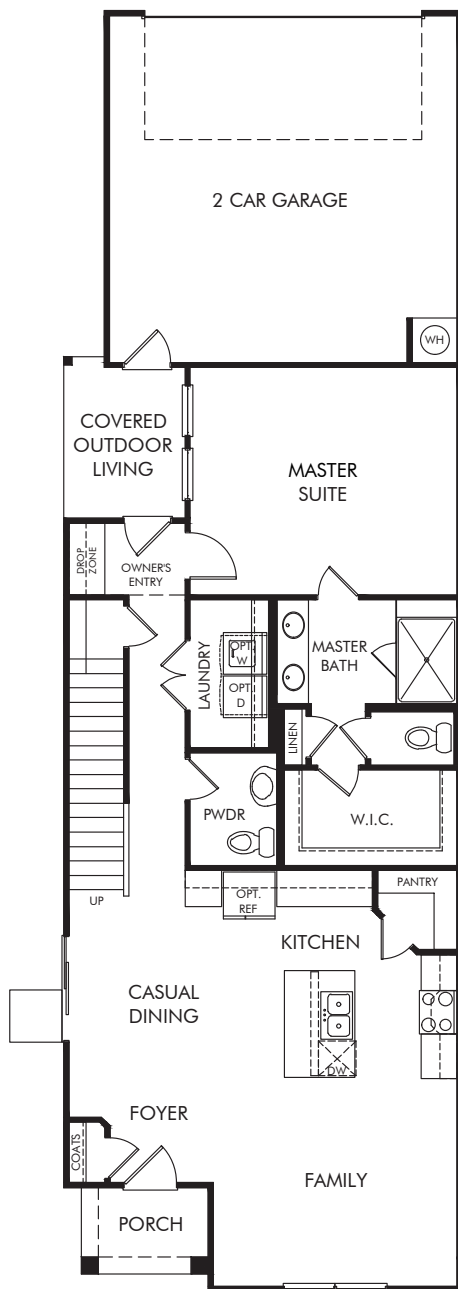 2 CAR GARAGE
WH
COVERED
OUTDOOR
LIVING
MASTER
SUITE
DROP
ZONE
OWNER'S
ENTRY
LAUNDRY
OPT.
W
OPT.
D
MASTER
BATH
LINEN
W.I.C.
PWDR
UP
OPT.
REF
PANTRY
KITCHEN
CASUAL
DINING
DW
FOYER
COATS
FAMILY
PORCH